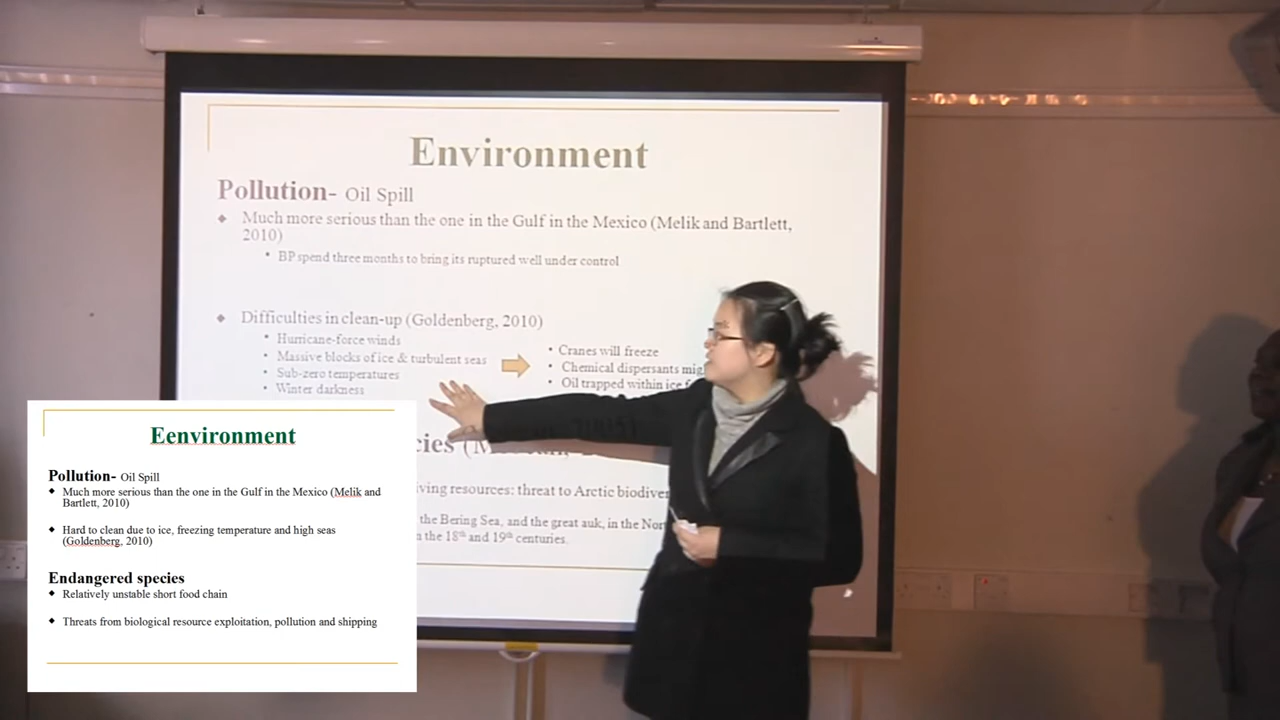 Environment
Pollution- Oil Spill
Much more serious than the one in the Gulf in the Mexico (Melik and Bartlett,
2010)
BP spend three months to bring its ruptured well under control
Difficulties in clean-up (Goldenberg, 2010)
Hurricane-force winds
Massive blocks of ice & turbulent seas
Sub-zero temperatures
Winter darkness
Cranes will freeze
Chemical dispersants
Oil trapped within ice
iving resources: threat to Arctic
the Bering Sea, and the great auk, in the
the 18th and 19th centuries.
Eenvironment
Pollution- Oil Spill
Much more serious than the one in the Gulf in the Mexico (Melik and
Bartlett, 2010)
Hard to clean due to ice, freezing temperature and high seas
(Goldenberg, 2010)
Endangered species
Relatively unstable short food chain
Threats from biological resource exploitation, pollution and shipping